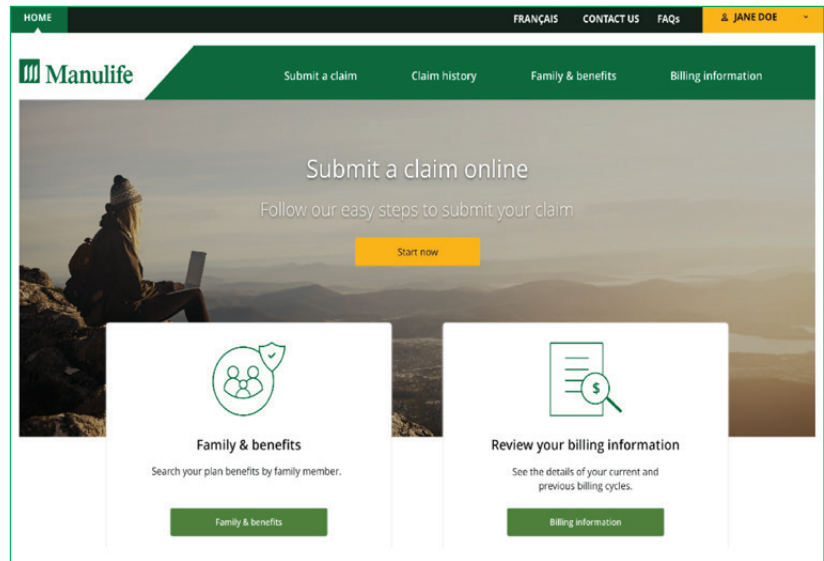 HOME FRANÇAIS CONTACT US FAQs JANE DOE
Manulife Submit a claim Claim history Family & benefits Billing information
Submit a claim online
Follow our easy steps to submit your claim
Start now
Family & benefits
Search your plan benefits by family member.
Family & benefits
Review your billing information
See the details of your current and
previous billing cycles.
Billing information